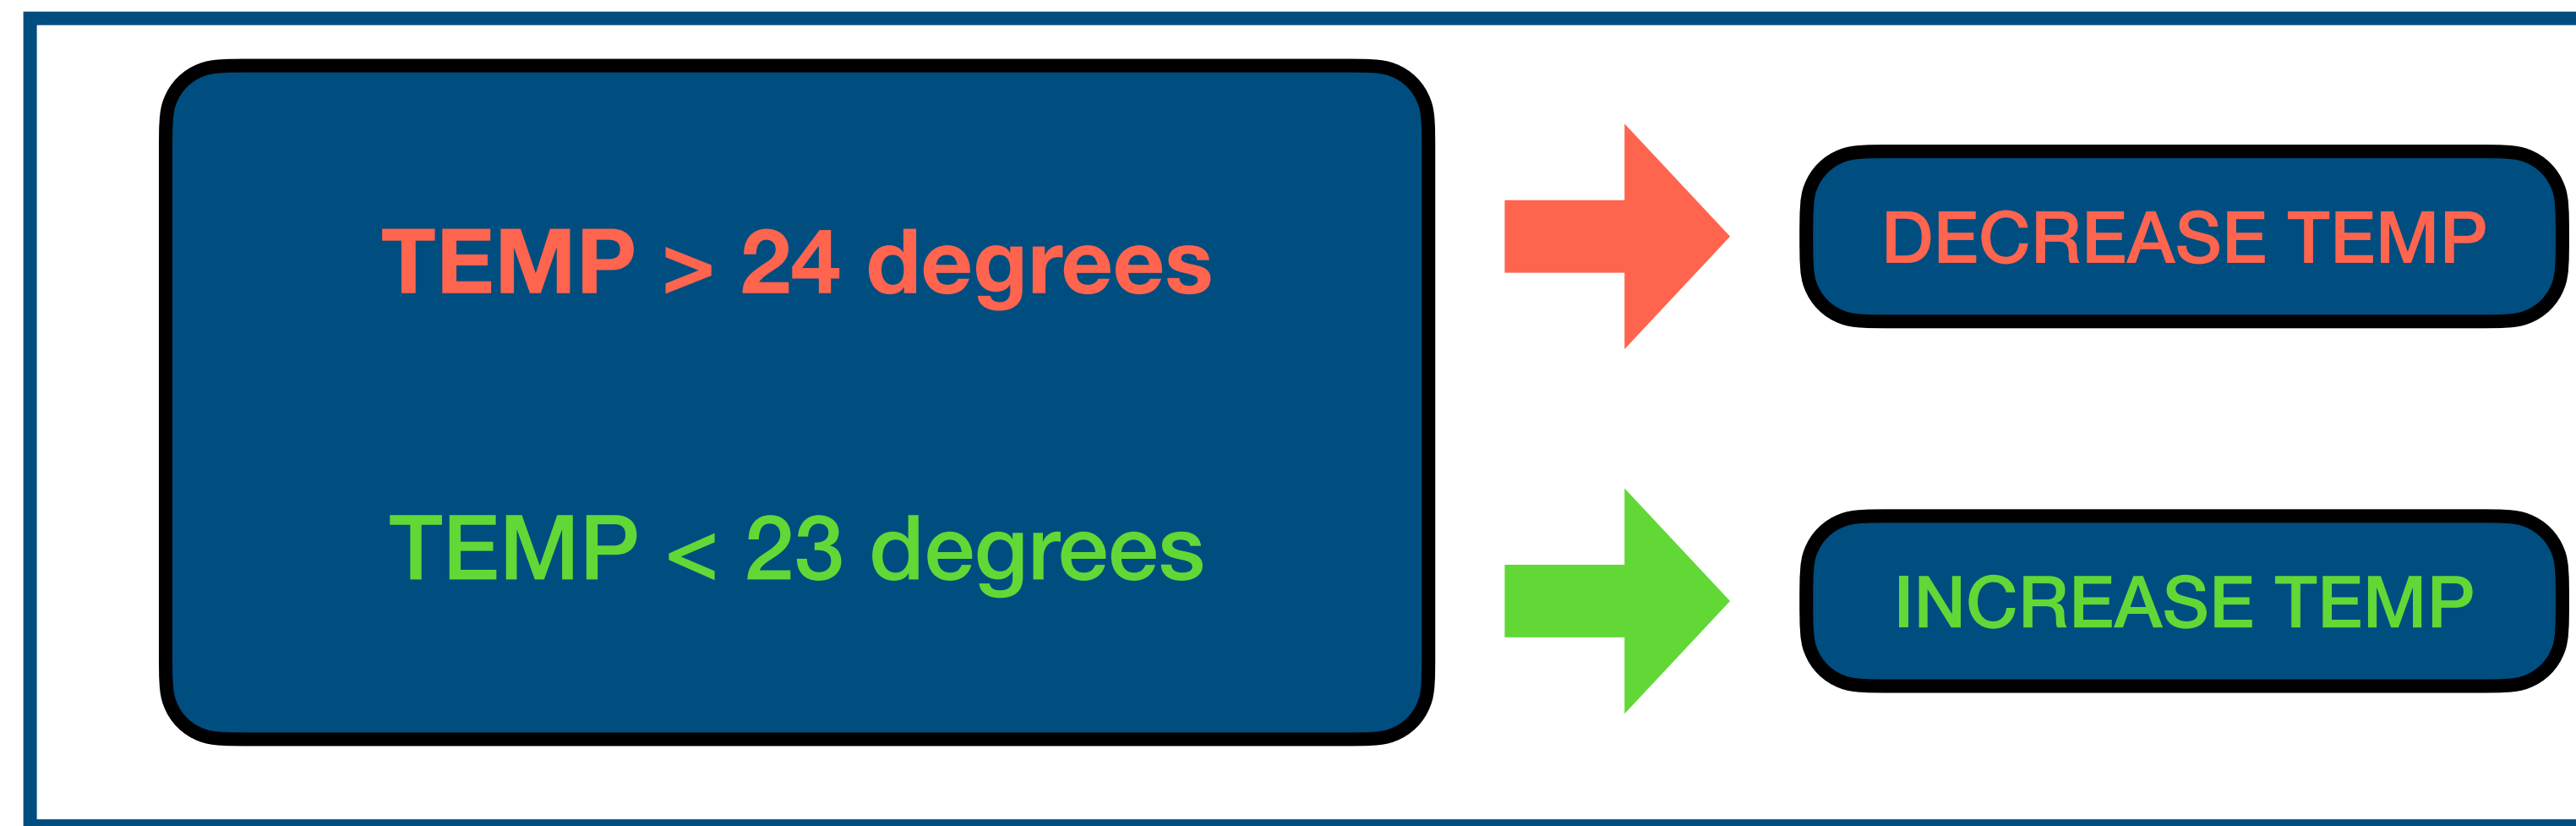 TEMP > 24 degrees
DECREASE TEMP
TEMP < 23 degrees
INCREASE TEMP